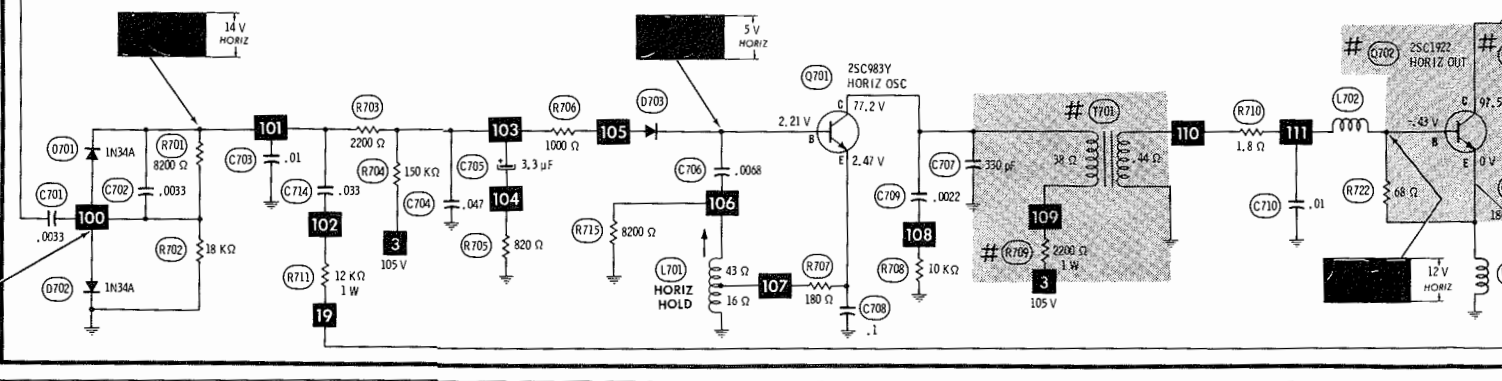 14 V
HORIZ
5 V
HORIZ
Q701
2SC983Y
HORIZ OSC
C
77.2 V
2.21 V
B
E
2.47 V
#
Q702
2SC1922
HORIZ OUT
#
C
-.43 V
B
E
0 V
D701
1N34A
C702
.0033
R701
8200 Ω
101
C703
.01
R703
2200 Ω
R704
150 KΩ
C704
.047
103
C705
+
3.3 µF
104
R705
820 Ω
R706
1000 Ω
105
D703
C706
.0068
106
R715
8200 Ω
C701
.0033
100
R702
18 KΩ
D702
1N34A
C714
.033
102
R711
12 KΩ
1 W
19
3
105 V
L701
HORIZ
HOLD
43 Ω
16 Ω
107
R707
180 Ω
C708
.1
C709
.0022
108
R708
10 KΩ
C707
330 pF
#
T701
38 Ω
.44 Ω
109
#
R709
2200 Ω
1 W
3
105 V
110
R710
1.8 Ω
111
C710
.01
L702
R722
68 Ω
12 V
HORIZ